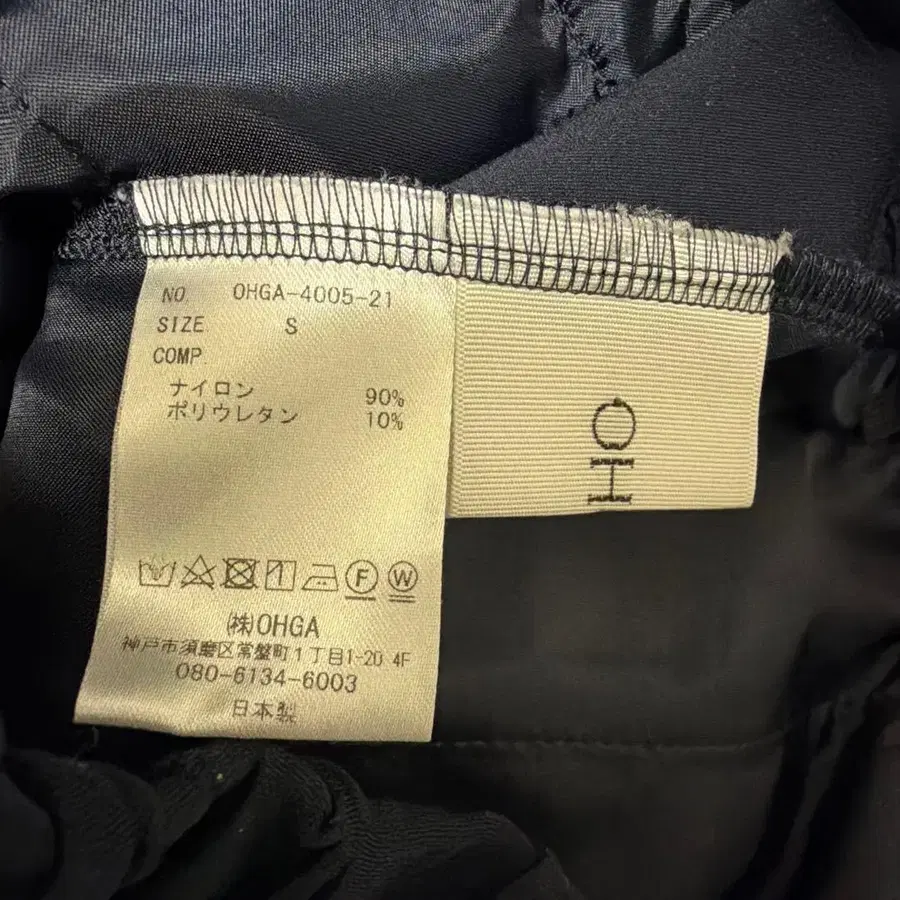 NO OHGA-4005-21
SIZE S
COMP
ナイロン 90%
ポリウレタン 10%
F W
㈱OHGA
神戸市須磨区常盤町1丁目1-20 4F
080-6134-6003
日本製
HO